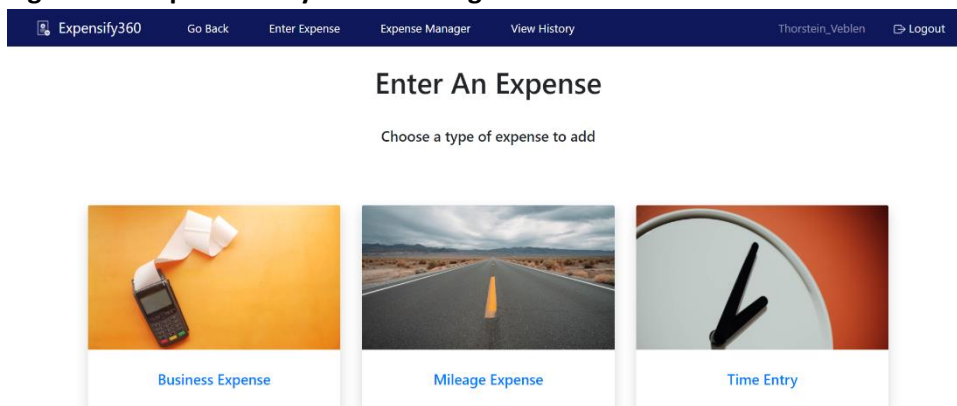 Expensify360 Go Back Enter Expense Expense Manager View History Thorstein_Veblen Logout
Enter An Expense
Choose a type of expense to add
Business Expense Mileage Expense Time Entry